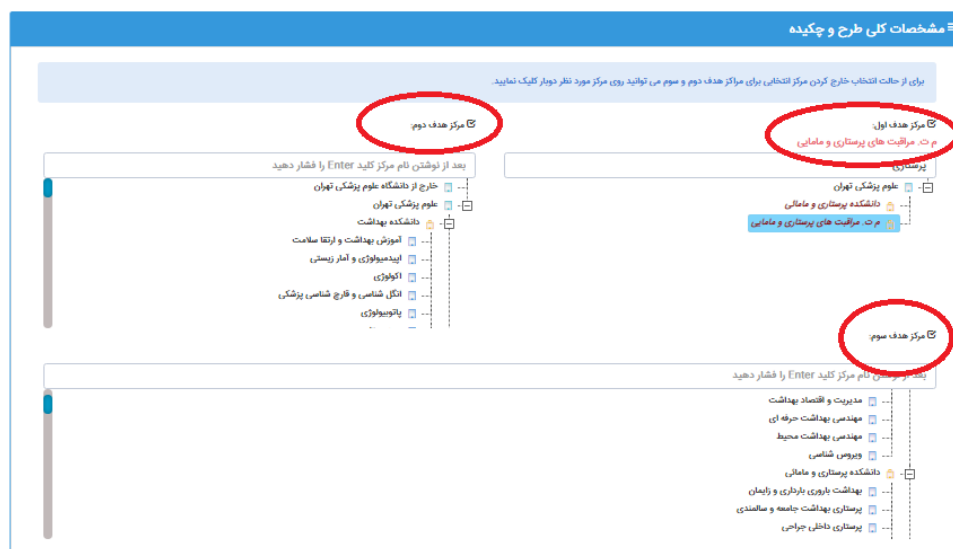 مشخصات کلی طرح و چکیده
برای از حالت انتخاب خارج کردن مرکز انتخابی برای مراکز هدف دوم و سوم می توانید روی مرکز مورد نظر دوبار کلیک نمایید.
مرکز هدف اول:
م ت. مراقبت های پرستاری و مامایی
پرستاری
علوم پزشکی تهران
دانشکده پرستاری و مامائی
م ت. مراقبت های پرستاری و مامایی
مرکز هدف دوم:
بعد از نوشتن نام مرکز کلید Enter را فشار دهید
خارج از دانشگاه علوم پزشکی تهران
علوم پزشکی تهران
دانشکده بهداشت
آموزش بهداشت و ارتقا سلامت
اپیدمیولوژی و آمار زیستی
اکولوژی
انگل شناسی و قارچ شناسی پزشکی
پاتوبیولوژی
مرکز هدف سوم:
بعد از نوشتن نام مرکز کلید Enter را فشار دهید
مدیریت و اقتصاد بهداشت
مهندسی بهداشت حرفه ای
مهندسی بهداشت محیط
ویروس شناسی
دانشکده پرستاری و مامائی
بهداشت باروری بارداری و زایمان
پرستاری بهداشت جامعه و سالمندی
پرستاری داخلی جراحی